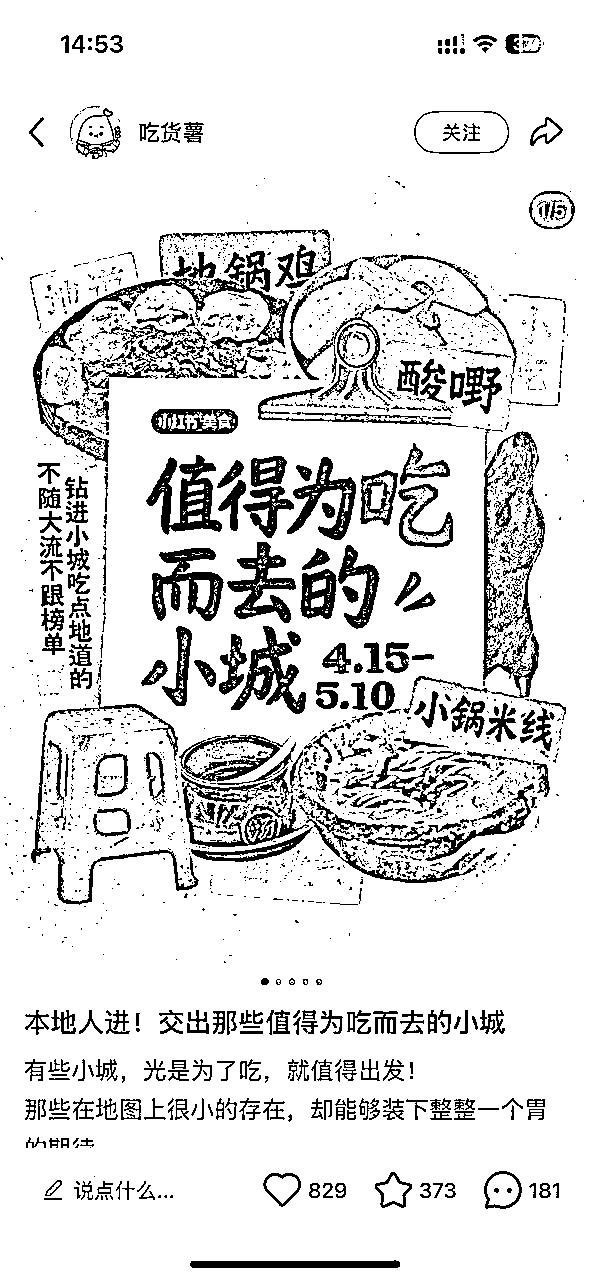 14:53
吃货薯
关注
1/5
地锅鸡
酸嘢
小红书美食
值得为吃
而去的
小城
4.15-
5.10
钻进小城吃点地道的
不随大流不跟榜单
小锅米线
本地人进！交出那些值得为吃而去的小城
有些小城，光是为了吃，就值得出发！
那些在地图上很小的存在，却能够装下整整一个胃
的期待
说点什么...
829
373
181